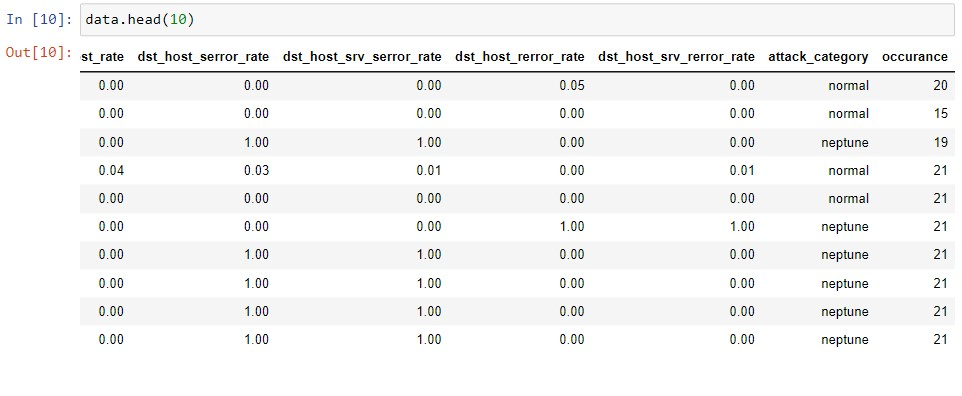 In [10]: data.head(10)
Out[10]:
st_rate dst_host_serror_rate dst_host_srv_serror_rate dst_host_rerror_rate dst_host_srv_rerror_rate attack_category occurance
0.00 0.00 0.00 0.05 0.00 normal 20
0.00 0.00 0.00 0.00 0.00 normal 15
0.00 1.00 1.00 0.00 0.00 neptune 19
0.04 0.03 0.01 0.00 0.01 normal 21
0.00 0.00 0.00 0.00 0.00 normal 21
0.00 0.00 0.00 1.00 1.00 neptune 21
0.00 1.00 1.00 0.00 0.00 neptune 21
0.00 1.00 1.00 0.00 0.00 neptune 21
0.00 1.00 1.00 0.00 0.00 neptune 21
0.00 1.00 1.00 0.00 0.00 neptune 21